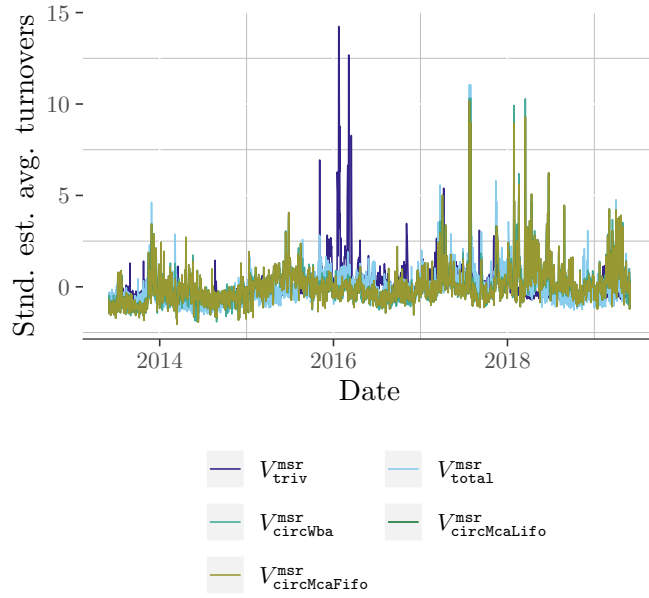 15
10
5
0
Stnd. est. avg. turnovers
2014 2016 2018
Date
V^msr_triv V^msr_total
V^msr_circWba V^msr_circMcaLifo
V^msr_circMcaFifo